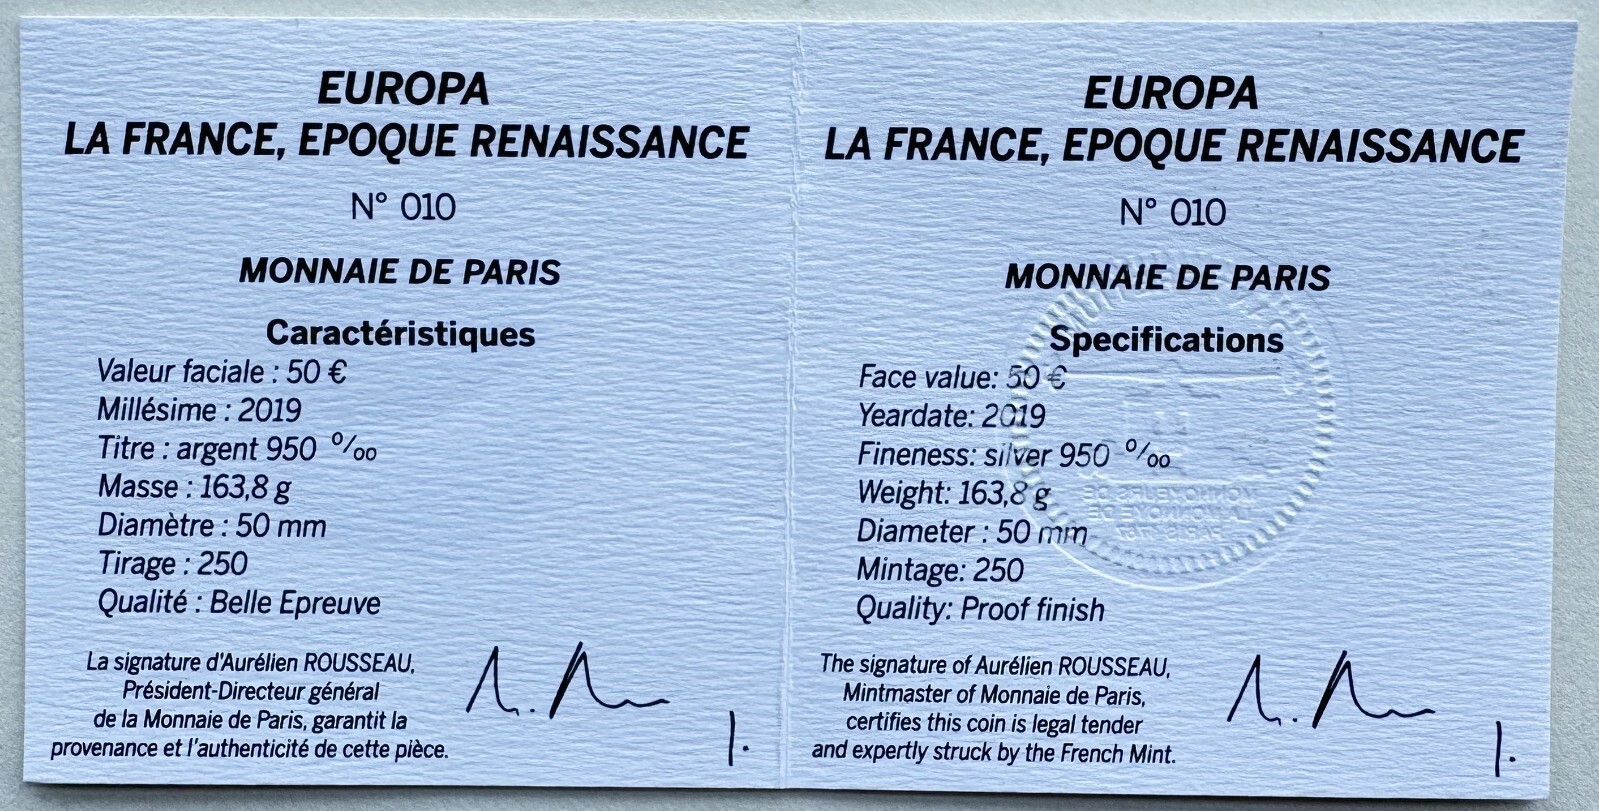 EUROPA
LA FRANCE, EPOQUE RENAISSANCE
N° 010
MONNAIE DE PARIS
Caractéristiques
Valeur faciale : 50 €
Millésime : 2019
Titre : argent 950 ‰
Masse : 163,8 g
Diamètre : 50 mm
Tirage : 250
Qualité : Belle Epreuve
La signature d'Aurélien ROUSSEAU,
Président-Directeur général
de la Monnaie de Paris, garantit la
provenance et l'authenticité de cette pièce.
EUROPA
LA FRANCE, EPOQUE RENAISSANCE
N° 010
MONNAIE DE PARIS
Specifications
Face value: 50 €
Yeardate: 2019
Fineness: silver 950 ‰
Weight: 163,8 g
Diameter : 50 mm
Mintage: 250
Quality: Proof finish
The signature of Aurélien ROUSSEAU,
Mintmaster of Monnaie de Paris,
certifies this coin is legal tender
and expertly struck by the French Mint.